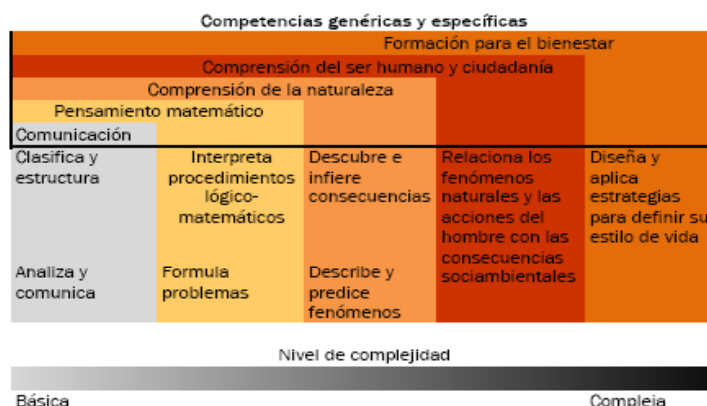 Competencias genéricas y específicas
Formación para el bienestar
Comprensión del ser humano y ciudadanía
Comprensión de la naturaleza
Pensamiento matemático
Comunicación
Clasifica y
estructura
Analiza y
comunica
Interpreta
procedimientos
lógico-
matemáticos
Formula
problemas
Descubre e
infiere
consecuencias
Describe y
predice
fenómenos
Relaciona los
fenómenos
naturales y las
acciones del
hombre con las
consecuencias
sociambientales
Diseña y
aplica
estrategias
para definir su
estilo de vida
Nivel de complejidad
Básica
Compleja